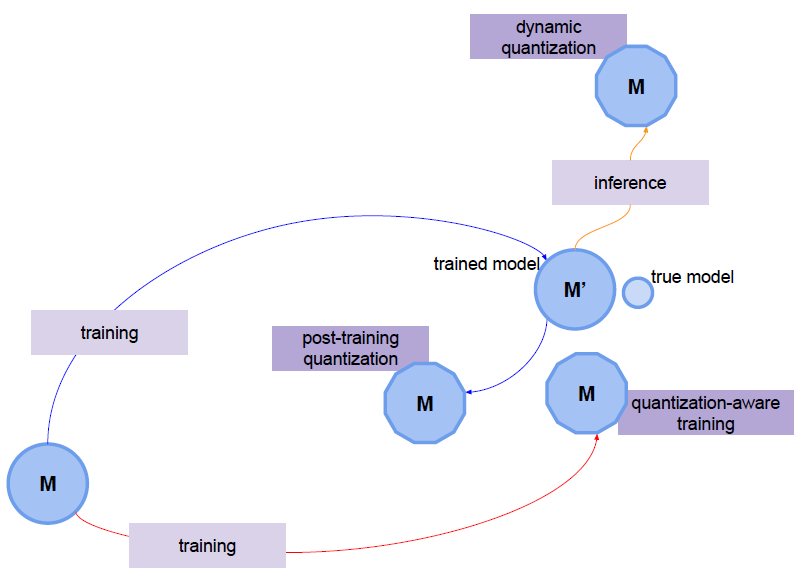 dynamic
quantization
M
inference
trained model
M’
true model
training
post-training
quantization
M
M
quantization-aware
training
M
training